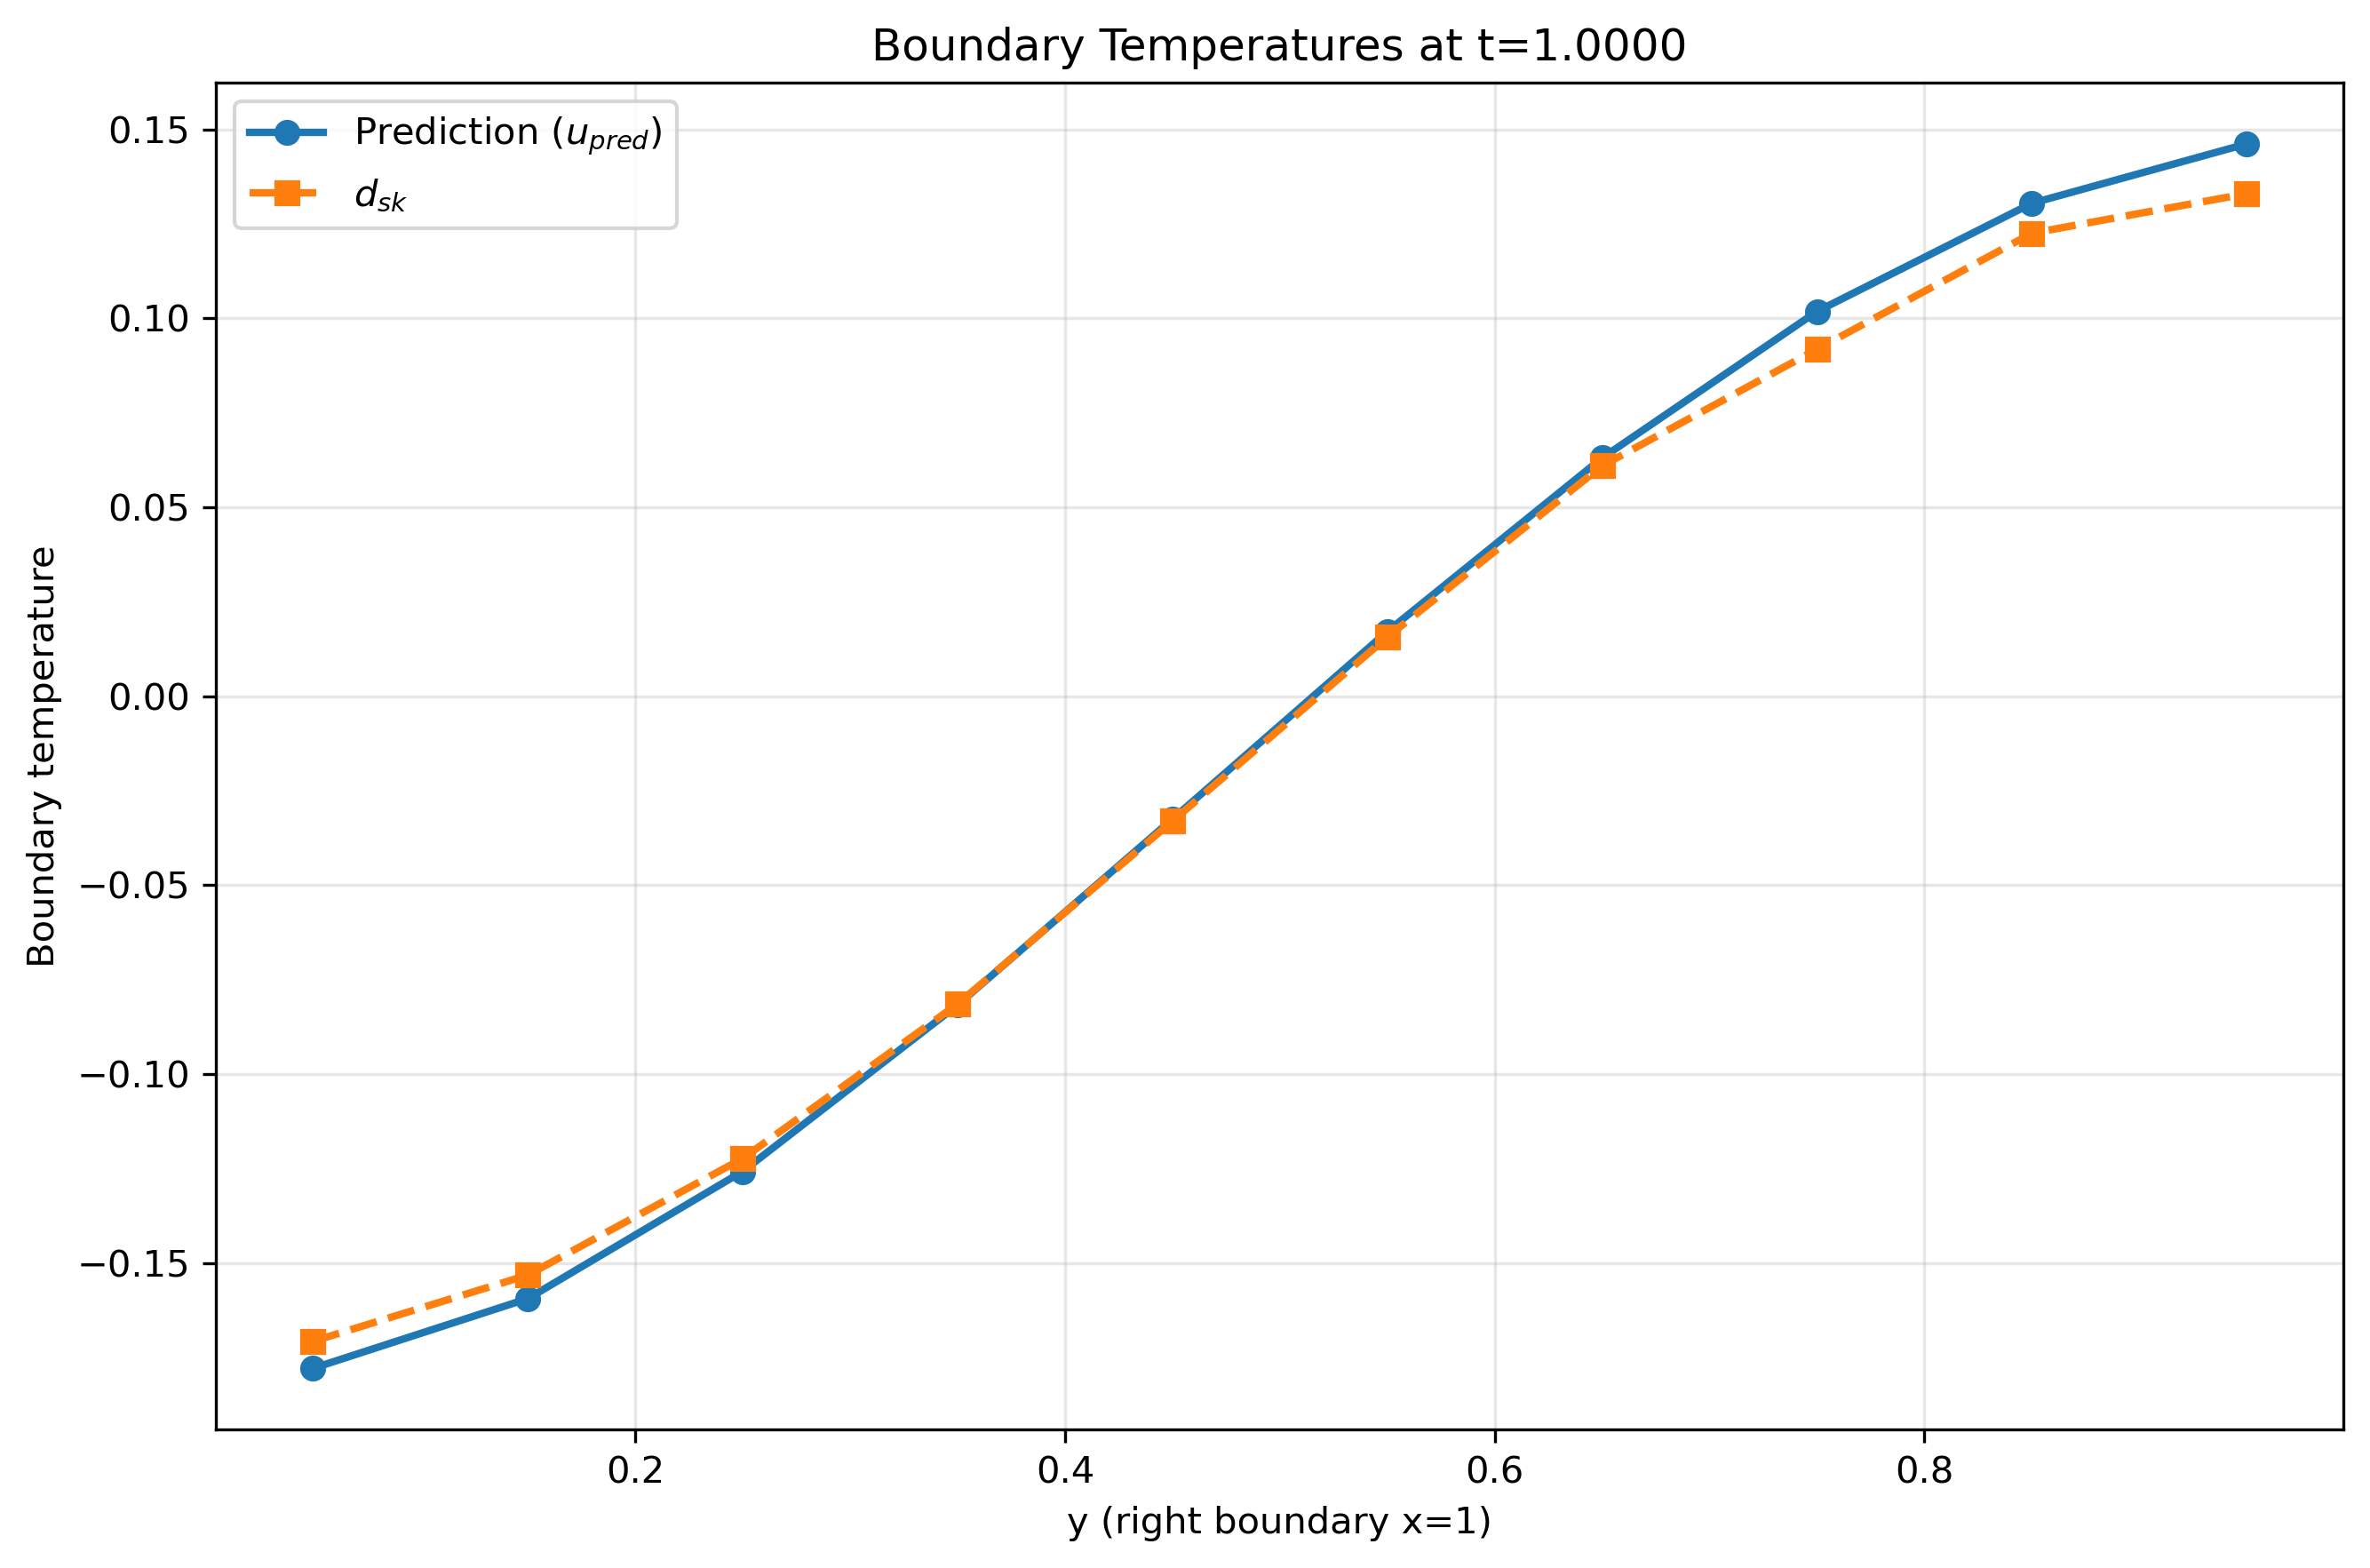 Boundary Temperatures at t=1.0000
Prediction (u_pred)
d_sk
0.15
0.10
0.05
0.00
−0.05
−0.10
−0.15
Boundary temperature
0.2 0.4 0.6 0.8
y (right boundary x=1)